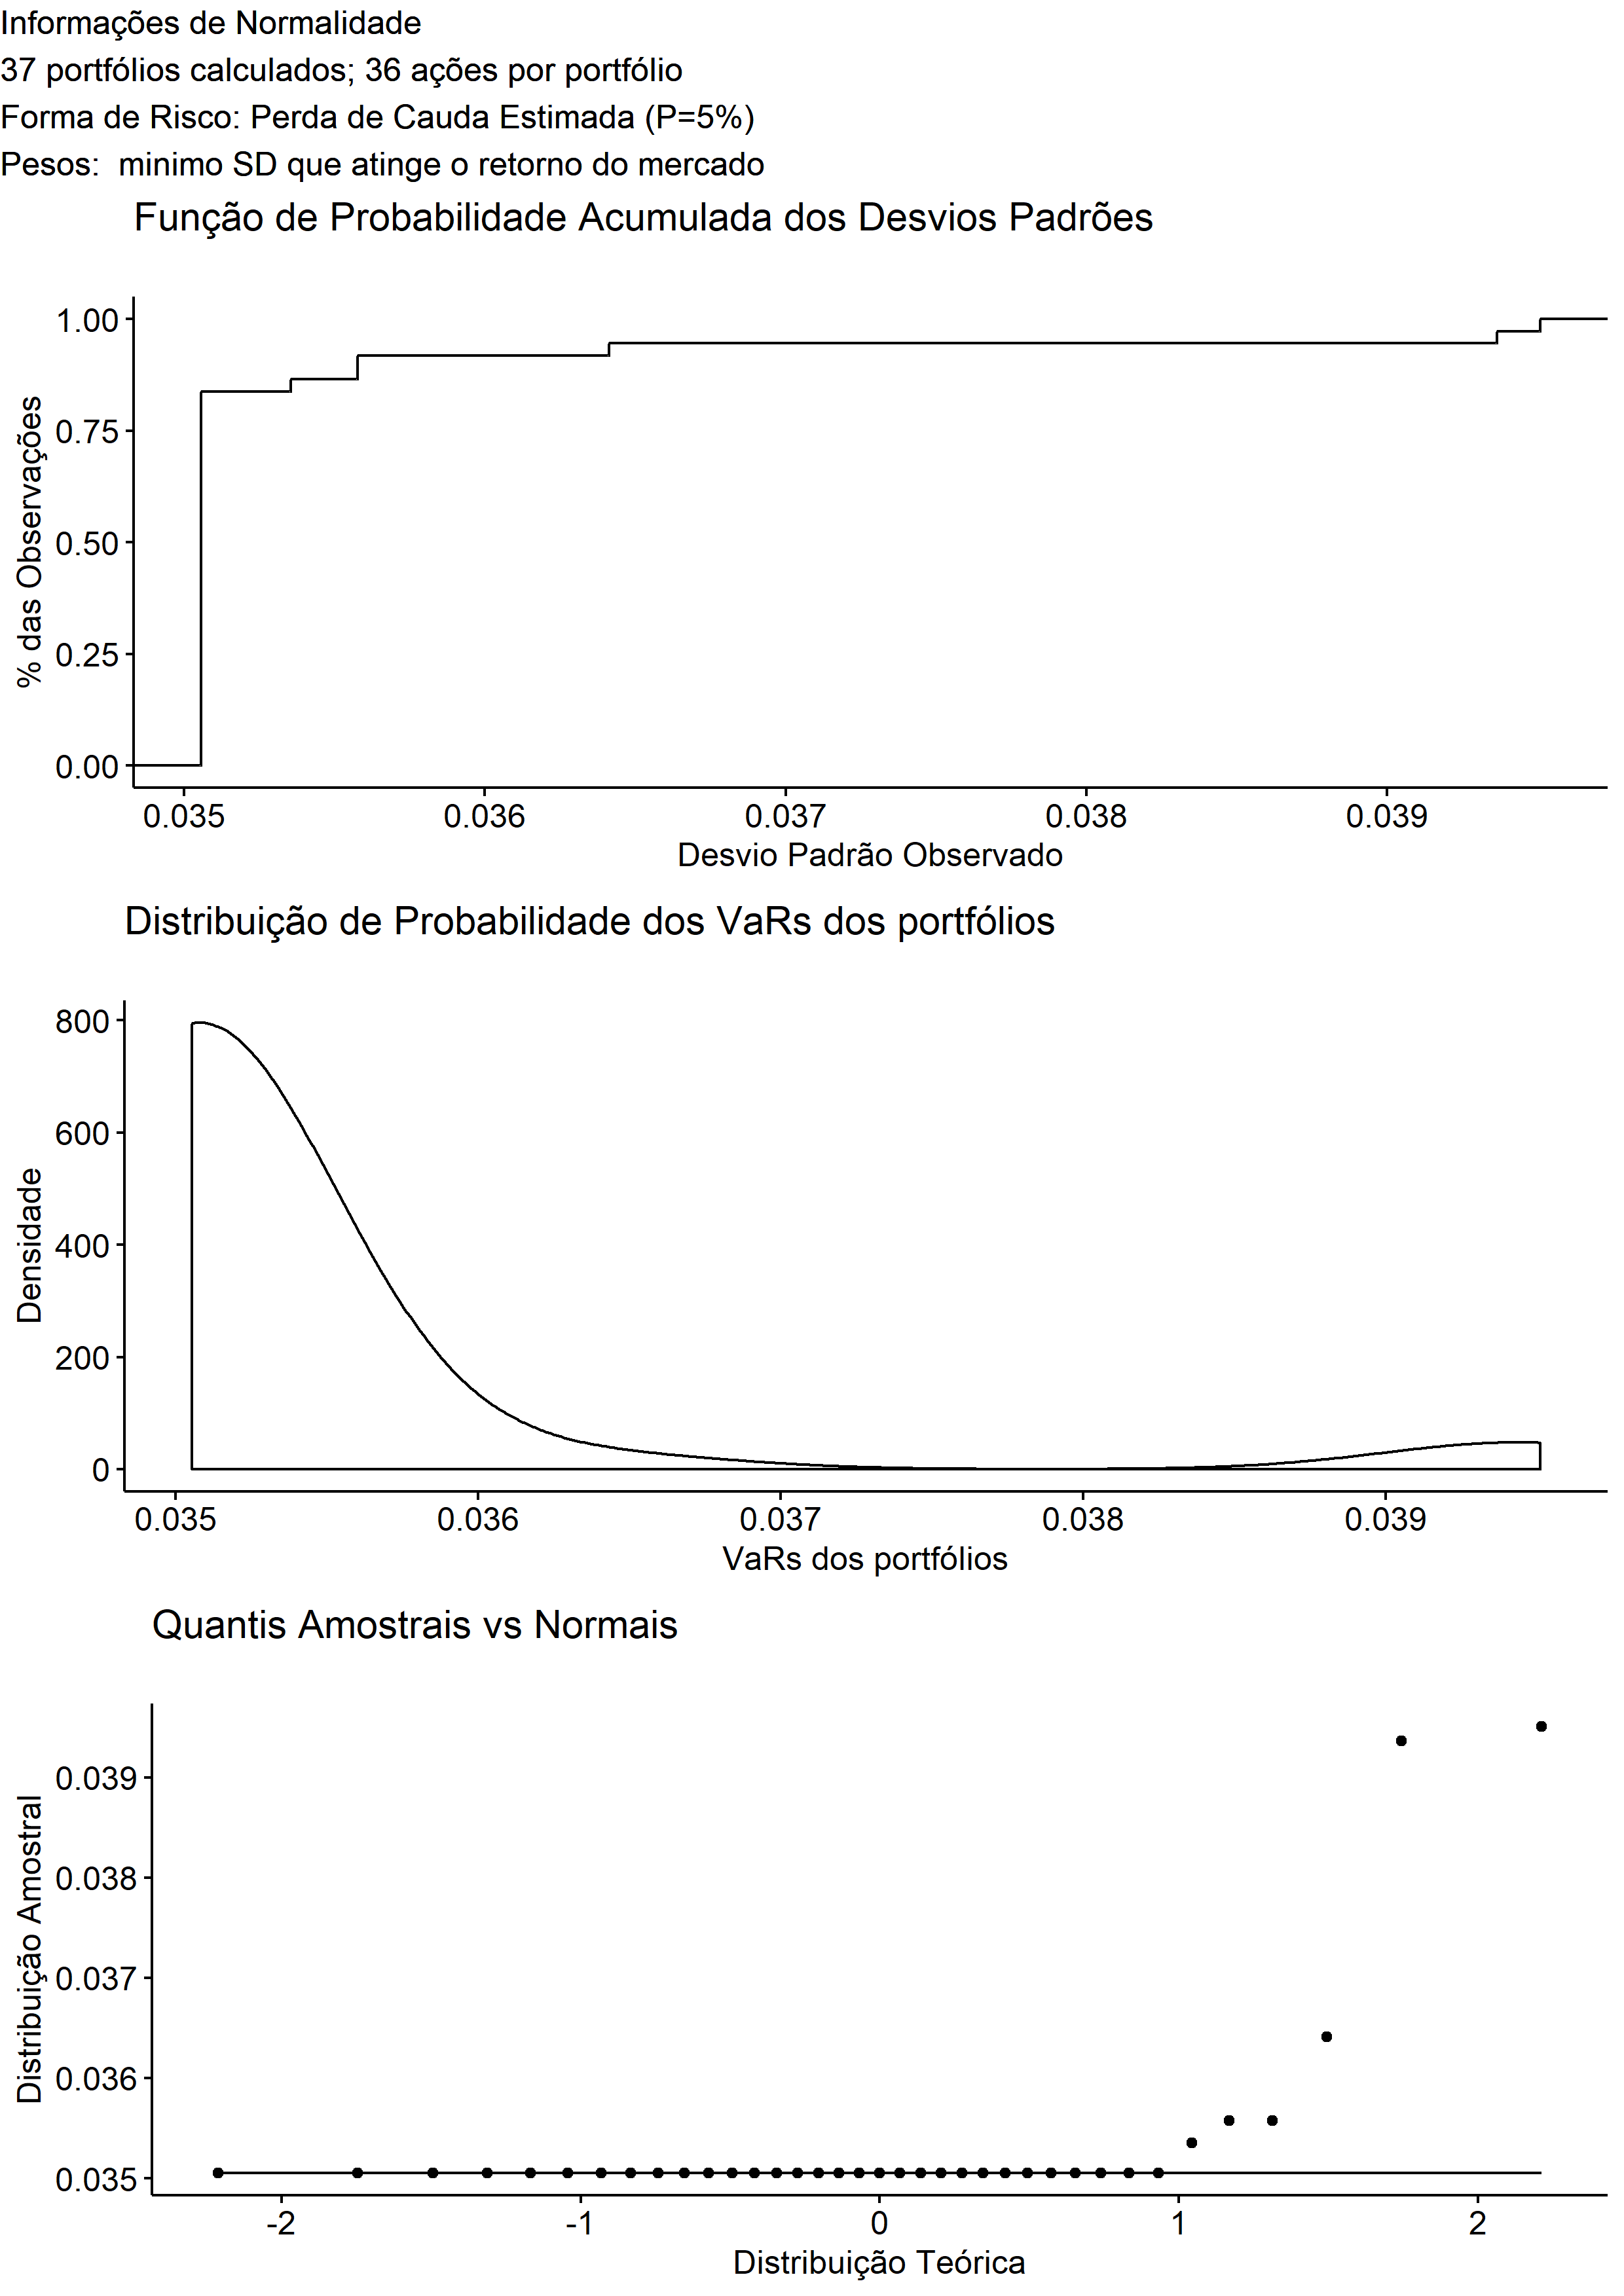 Informações de Normalidade
37 portfólios calculados; 36 ações por portfólio
Forma de Risco: Perda de Cauda Estimada (P=5%)
Pesos:  minimo SD que atinge o retorno do mercado
Função de Probabilidade Acumulada dos Desvios Padrões
% das Observações
1.00
0.75
0.50
0.25
0.00
0.035 0.036 0.037 0.038 0.039
Desvio Padrão Observado
Distribuição de Probabilidade dos VaRs dos portfólios
Densidade
800
600
400
200
0
0.035 0.036 0.037 0.038 0.039
VaRs dos portfólios
Quantis Amostrais vs Normais
Distribuição Amostral
0.039
0.038
0.037
0.036
0.035
-2 -1 0 1 2
Distribuição Teórica